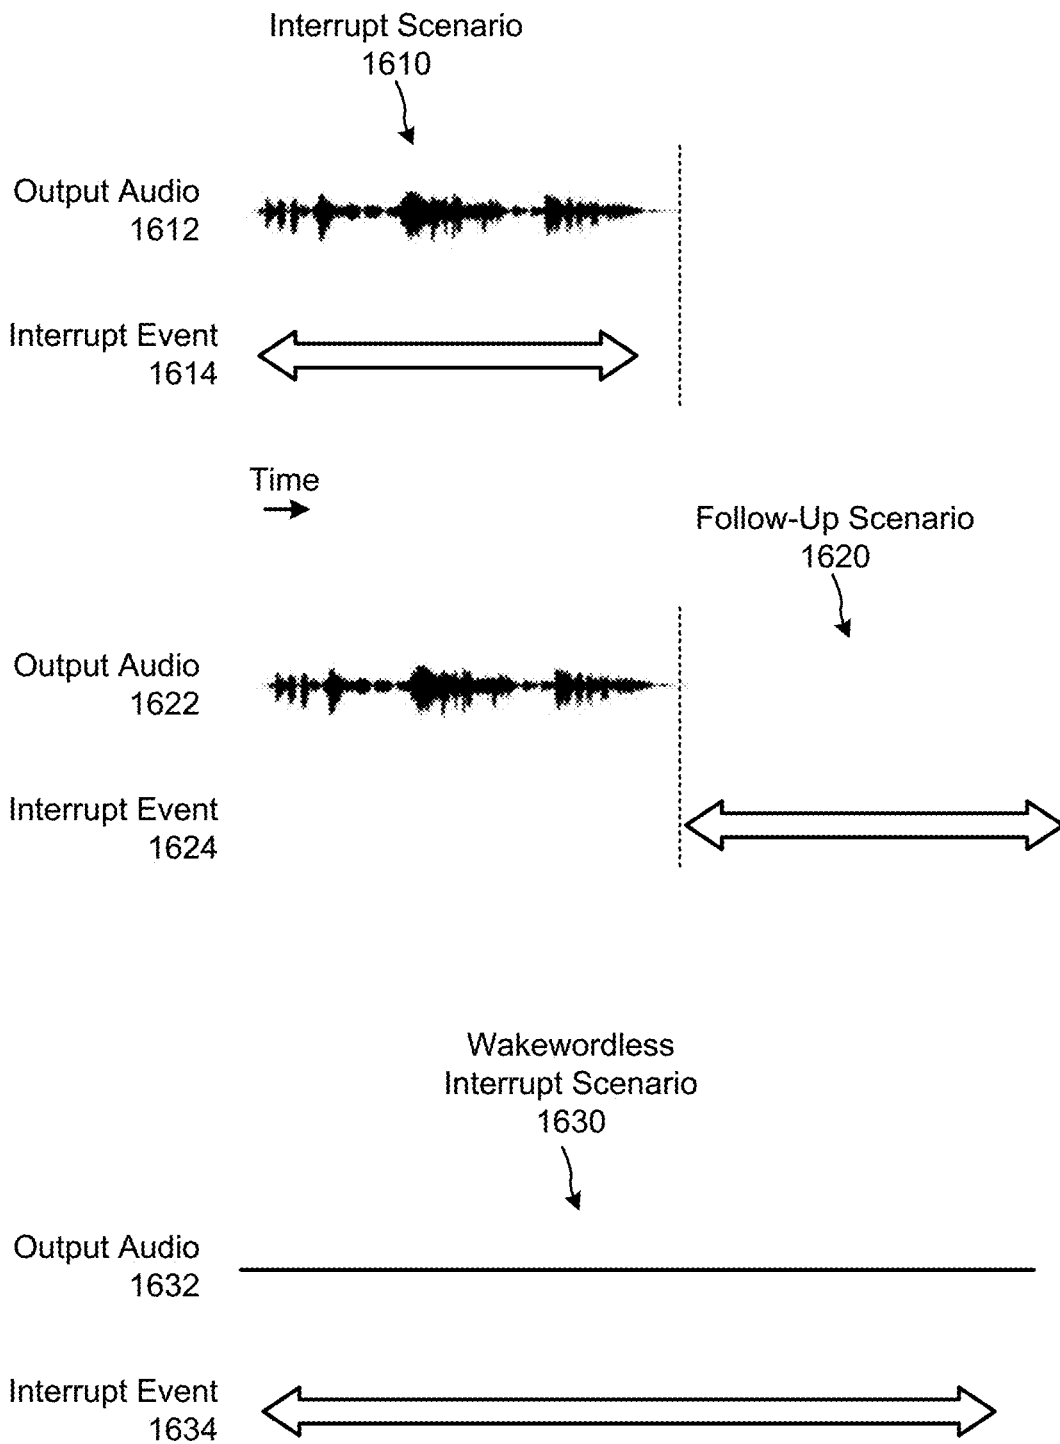 Interrupt Scenario
1610
Output Audio
1612
Interrupt Event
1614
Time
Follow-Up Scenario
1620
Output Audio
1622
Interrupt Event
1624
Wakewordless
Interrupt Scenario
1630
Output Audio
1632
Interrupt Event
1634